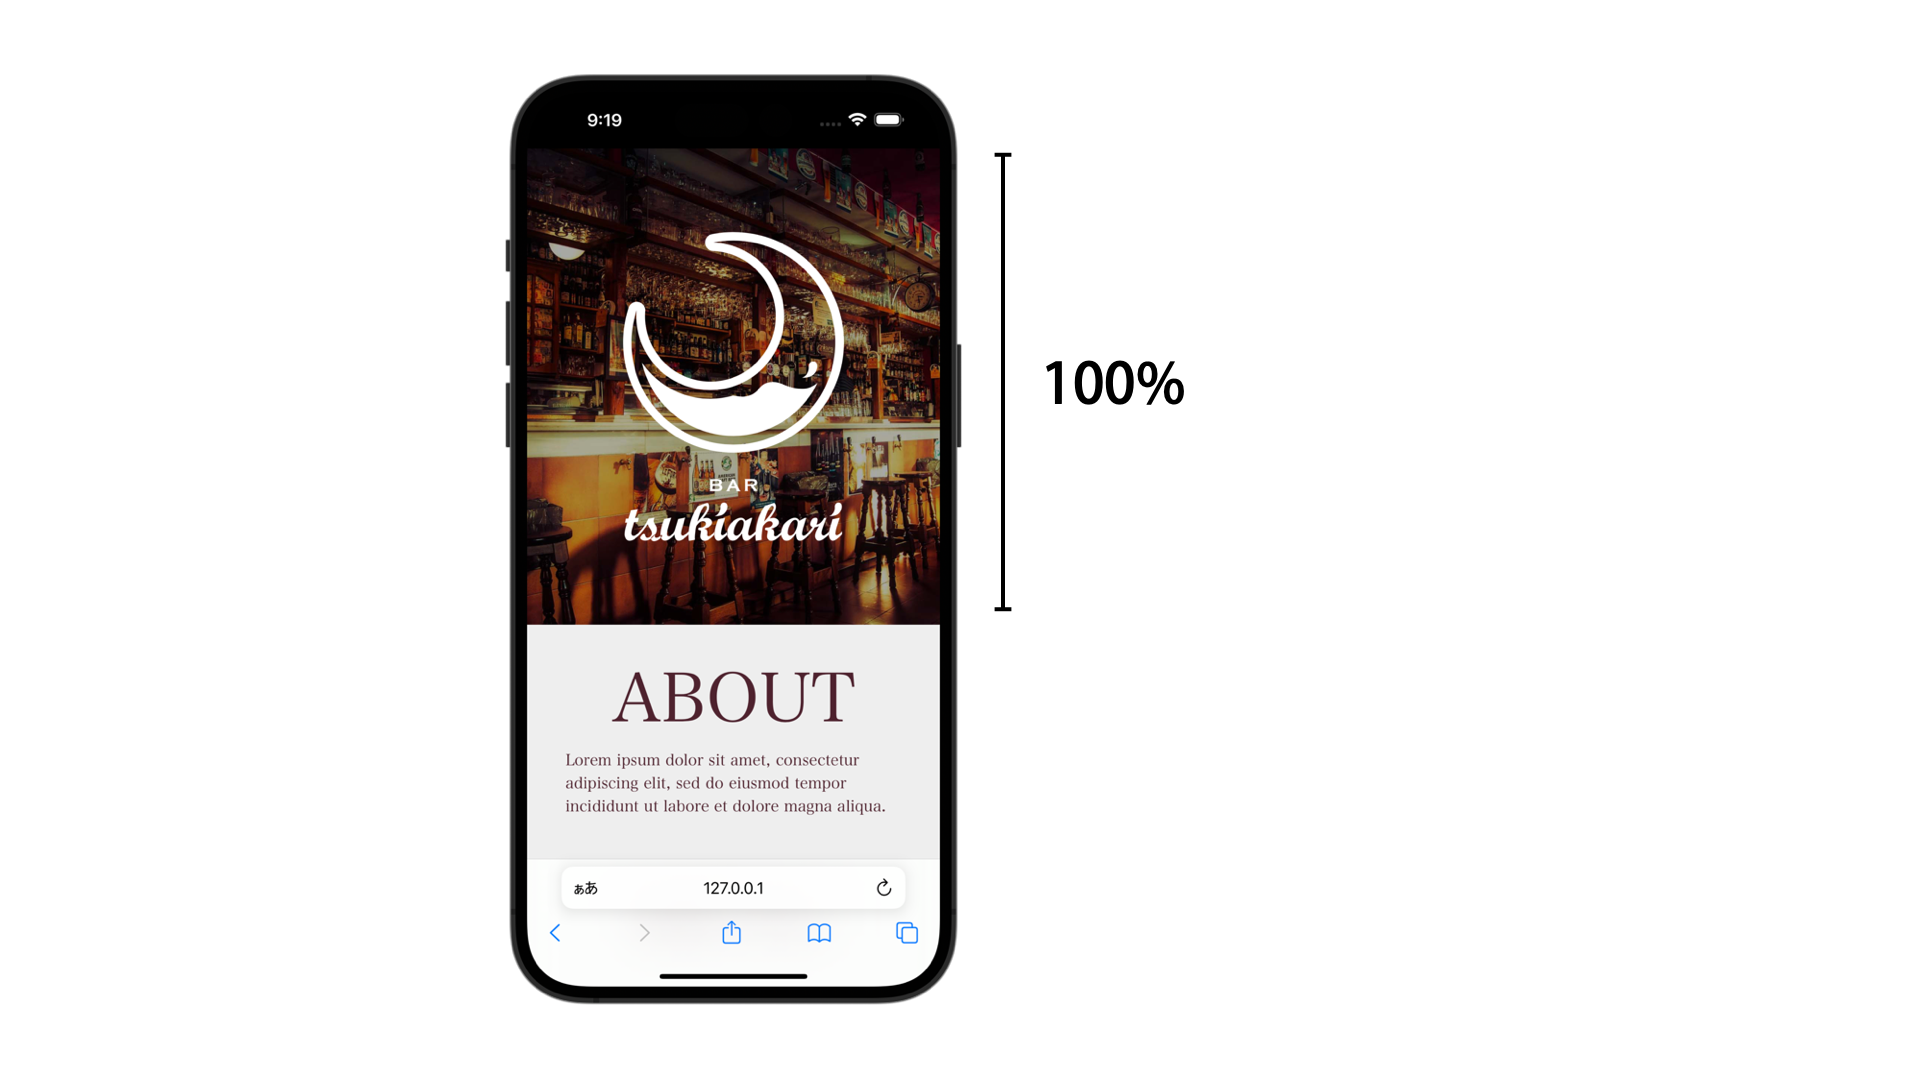 9:19
BAR
tsukiakari
100%
ABOUT
Lorem ipsum dolor sit amet, consectetur
adipiscing elit, sed do eiusmod tempor
incididunt ut labore et dolore magna aliqua.
ぁあ
127.0.0.1